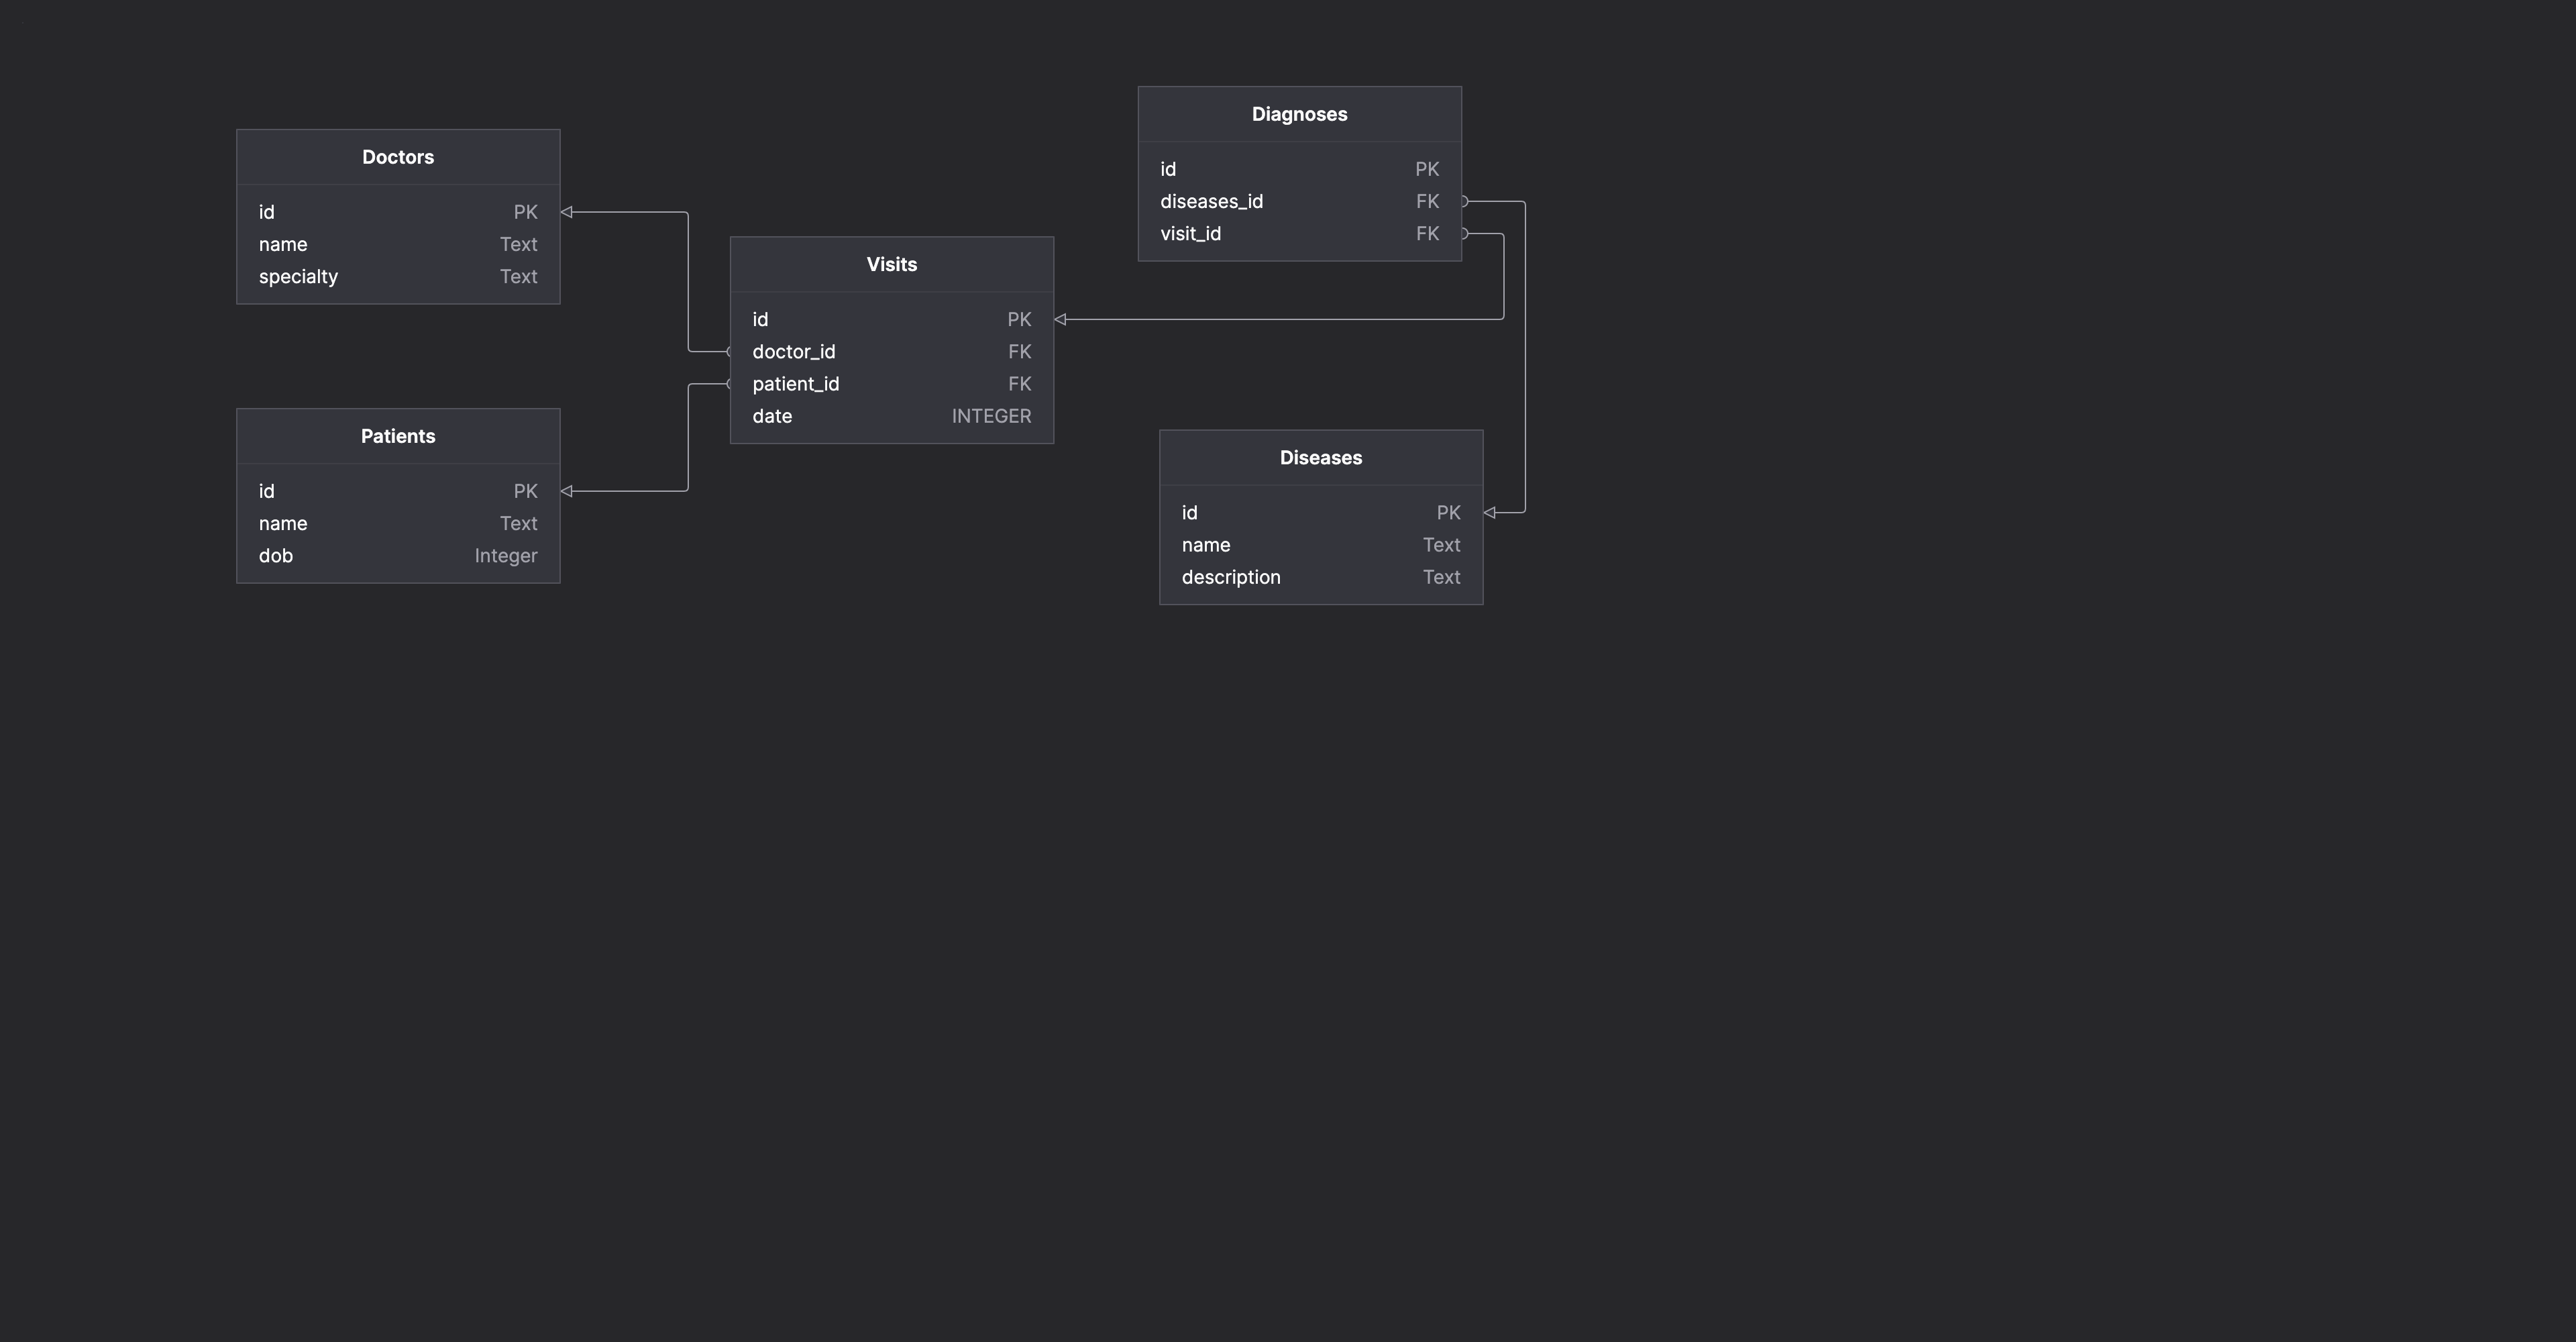 Doctors
id PK
name Text
specialty Text
Patients
id PK
name Text
dob Integer
Visits
id PK
doctor_id FK
patient_id FK
date INTEGER
Diagnoses
id PK
diseases_id FK
visit_id FK
Diseases
id PK
name Text
description Text